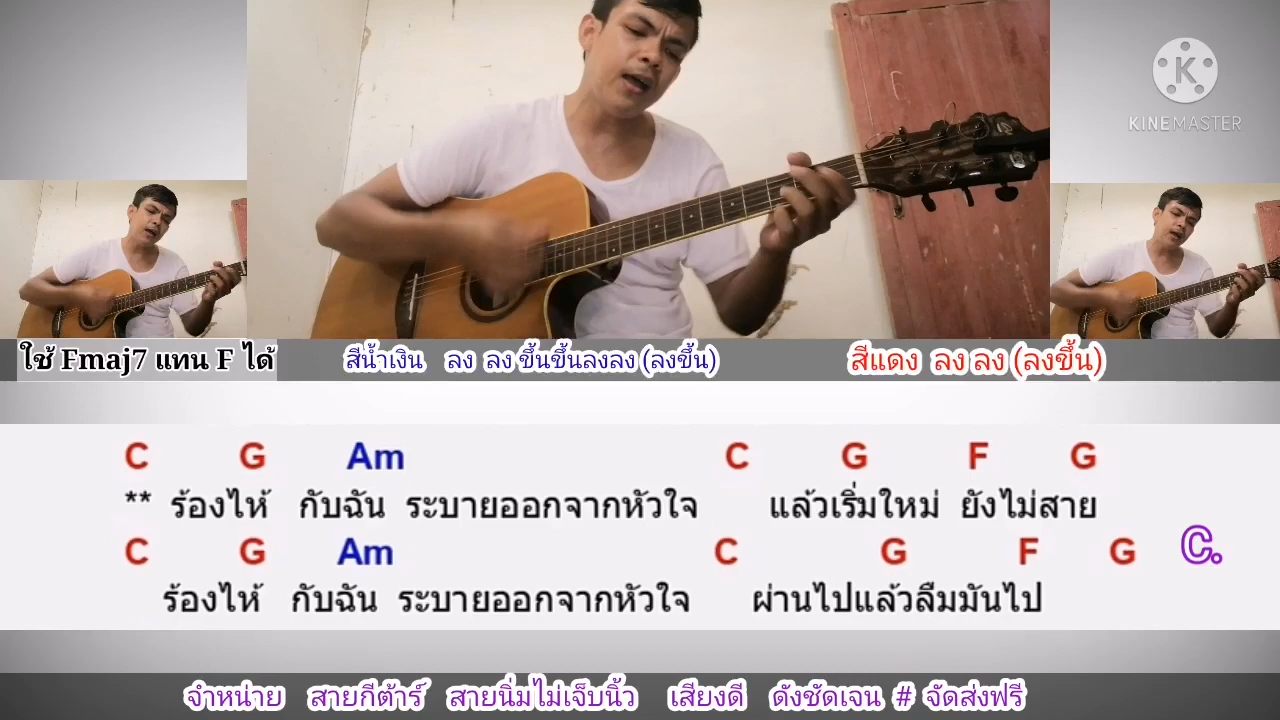 KINEMASTER
ใช้ Fmaj7 แทน F ได้
สีน้ำเงิน ลง ลง ขึ้นขึ้นลงลง (ลงขึ้น)
สีแดง ลง ลง (ลงขึ้น)
C G Am C G F G
** ร้องไห้ กับฉัน ระบายออกจากหัวใจ แล้วเริ่มใหม่ ยังไม่สาย
C G Am C G F G C.
ร้องไห้ กับฉัน ระบายออกจากหัวใจ ผ่านไปแล้วลืมมันไป
จำหน่าย สายกีต้าร์ สายนิ่มไม่เจ็บนิ้ว เสียงดี ดังชัดเจน # จัดส่งฟรี